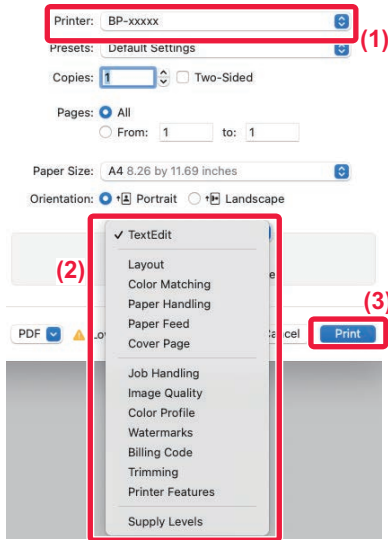 Printer: BP-xxxxx
(1)
Presets: Default Settings
Copies: 1 Two-Sided
Pages: All
From: 1 to: 1
Paper Size: A4 8.26 by 11.69 inches
Orientation: Portrait Landscape
(2)
✓ TextEdit
Layout
Color Matching
Paper Handling
Paper Feed
Cover Page
(3)
PDF Print
Job Handling
Image Quality
Color Profile
Watermarks
Billing Code
Trimming
Printer Features
Supply Levels